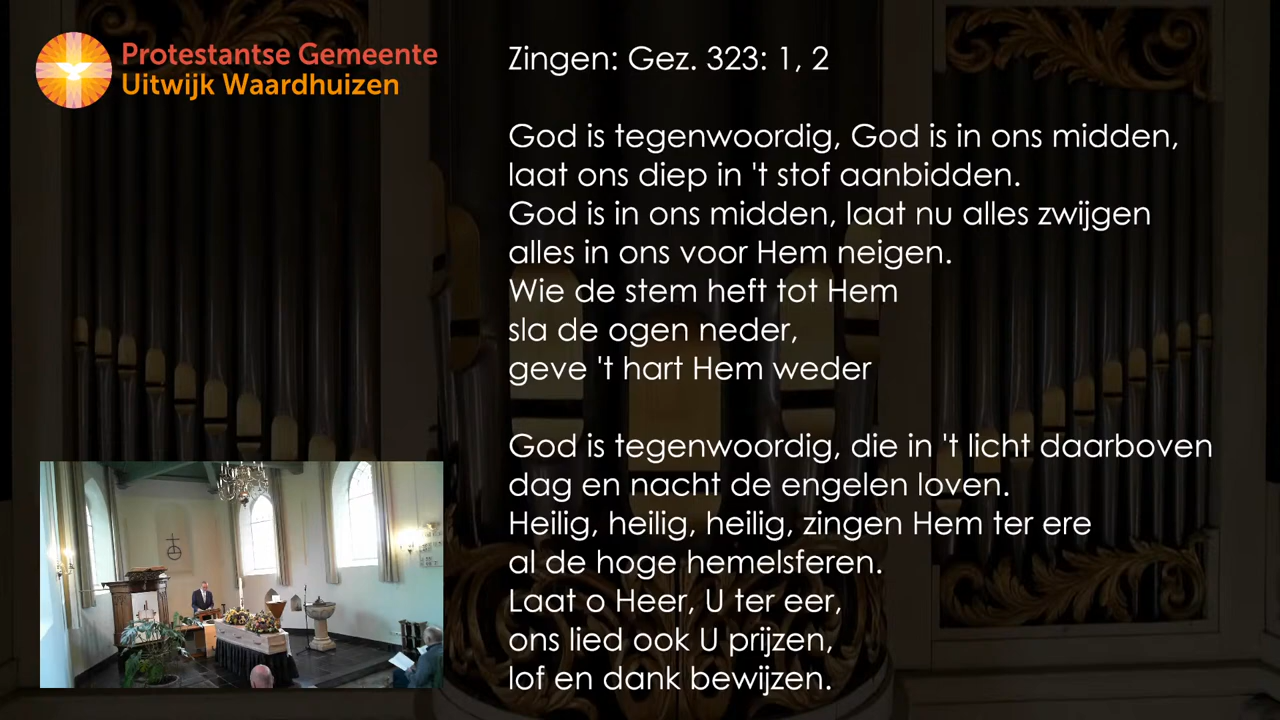 Protestantse Gemeente
Uitwijk Waardhuizen
Zingen: Gez. 323: 1, 2
God is tegenwoordig, God is in ons midden,
laat ons diep in 't stof aanbidden.
God is in ons midden, laat nu alles zwijgen
alles in ons voor Hem neigen.
Wie de stem heft tot Hem
sla de ogen neder,
geve 't hart Hem weder
God is tegenwoordig, die in 't licht daarboven
dag en nacht de engelen loven.
Heilig, heilig, heilig, zingen Hem ter ere
al de hoge hemelsferen.
Laat o Heer, U ter eer,
ons lied ook U prijzen,
lof en dank bewijzen.